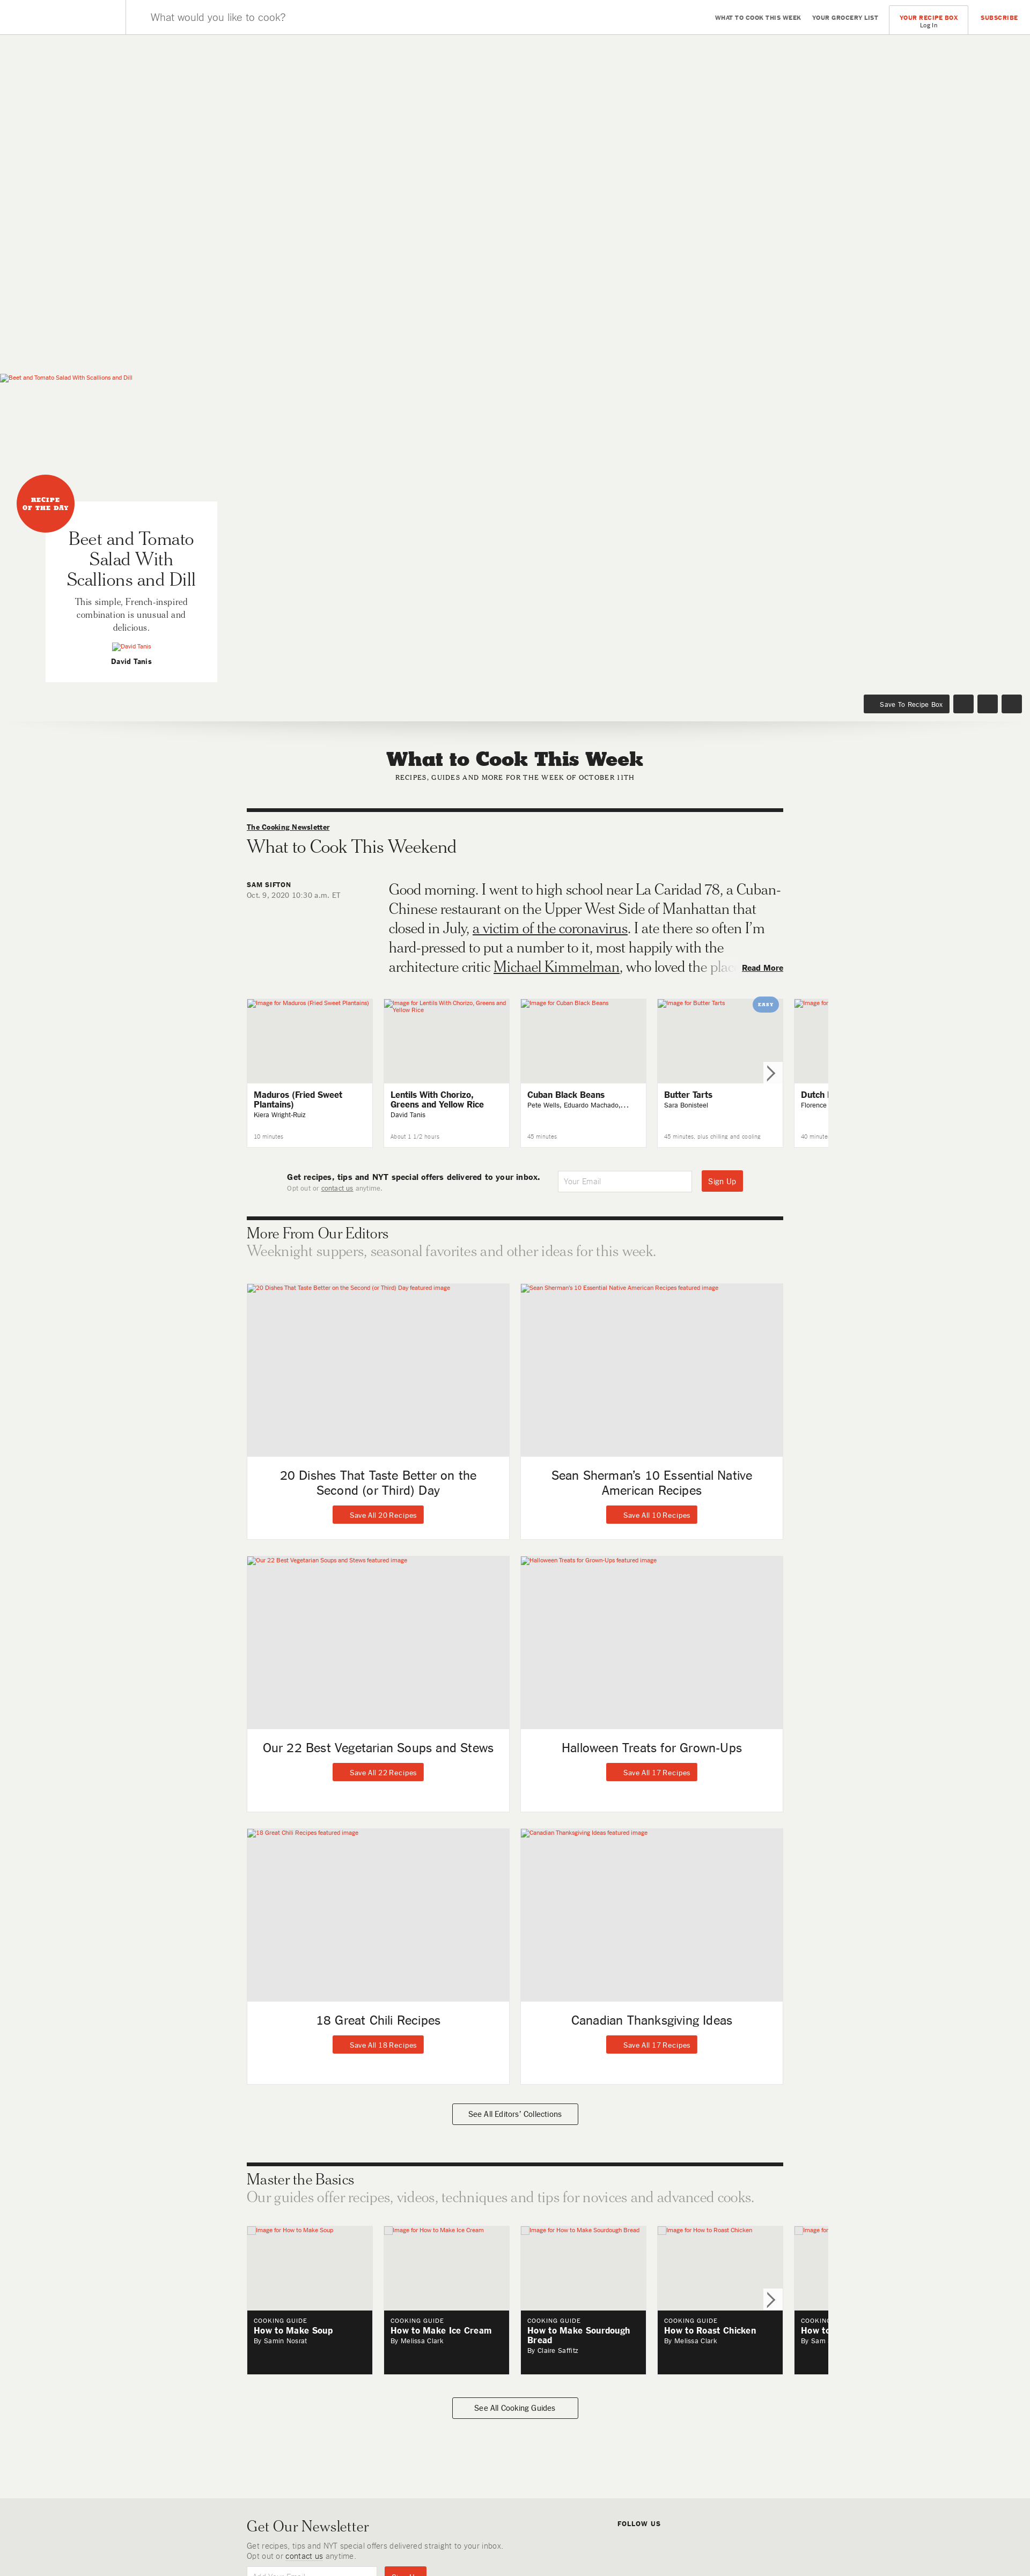 What would you like to cook?
WHAT TO COOK THIS WEEK
YOUR GROCERY LIST
YOUR RECIPE BOX
Log In
SUBSCRIBE
Beet and Tomato Salad With Scallions and Dill
RECIPE
OF THE DAY
Beet and Tomato
Salad With
Scallions and Dill
This simple, French-inspired
combination is unusual and
delicious.
David Tanis
David Tanis
Save To Recipe Box
What to Cook This Week
RECIPES, GUIDES AND MORE FOR THE WEEK OF OCTOBER 11TH
The Cooking Newsletter
What to Cook This Weekend
SAM SIFTON
Oct. 9, 2020 10:30 a.m. ET
Good morning. I went to high school near La Caridad 78, a Cuban-
Chinese restaurant on the Upper West Side of Manhattan that
closed in July, a victim of the coronavirus. I ate there so often I’m
hard-pressed to put a number to it, most happily with the
architecture critic Michael Kimmelman, who loved the place
Read More
Image for Maduros (Fried Sweet Plantains)
Maduros (Fried Sweet
Plantains)
Kiera Wright-Ruiz
10 minutes
Image for Lentils With Chorizo, Greens and
Yellow Rice
Lentils With Chorizo,
Greens and Yellow Rice
David Tanis
About 1 1/2 hours
Image for Cuban Black Beans
Cuban Black Beans
Pete Wells, Eduardo Machado,...
45 minutes
Image for Butter Tarts
EASY
Butter Tarts
Sara Bonisteel
45 minutes, plus chilling and cooling
Image for
Dutch
Florence
40 minutes
Get recipes, tips and NYT special offers delivered to your inbox.
Opt out or contact us anytime.
Your Email
Sign Up
More From Our Editors
Weeknight suppers, seasonal favorites and other ideas for this week.
20 Dishes That Taste Better on the Second (or Third) Day featured image
20 Dishes That Taste Better on the
Second (or Third) Day
Save All 20 Recipes
Sean Sherman's 10 Essential Native American Recipes featured image
Sean Sherman’s 10 Essential Native
American Recipes
Save All 10 Recipes
Our 22 Best Vegetarian Soups and Stews featured image
Our 22 Best Vegetarian Soups and Stews
Save All 22 Recipes
Halloween Treats for Grown-Ups featured image
Halloween Treats for Grown-Ups
Save All 17 Recipes
18 Great Chili Recipes featured image
18 Great Chili Recipes
Save All 18 Recipes
Canadian Thanksgiving Ideas featured image
Canadian Thanksgiving Ideas
Save All 17 Recipes
See All Editors’ Collections
Master the Basics
Our guides offer recipes, videos, techniques and tips for novices and advanced cooks.
Image for How to Make Soup
COOKING GUIDE
How to Make Soup
By Samin Nosrat
Image for How to Make Ice Cream
COOKING GUIDE
How to Make Ice Cream
By Melissa Clark
Image for How to Make Sourdough Bread
COOKING GUIDE
How to Make Sourdough
Bread
By Claire Saffitz
Image for How to Roast Chicken
COOKING GUIDE
How to Roast Chicken
By Melissa Clark
Image for
COOKING
How to
By Sam
See All Cooking Guides
Get Our Newsletter
Get recipes, tips and NYT special offers delivered straight to your inbox.
Opt out or contact us anytime.
FOLLOW US